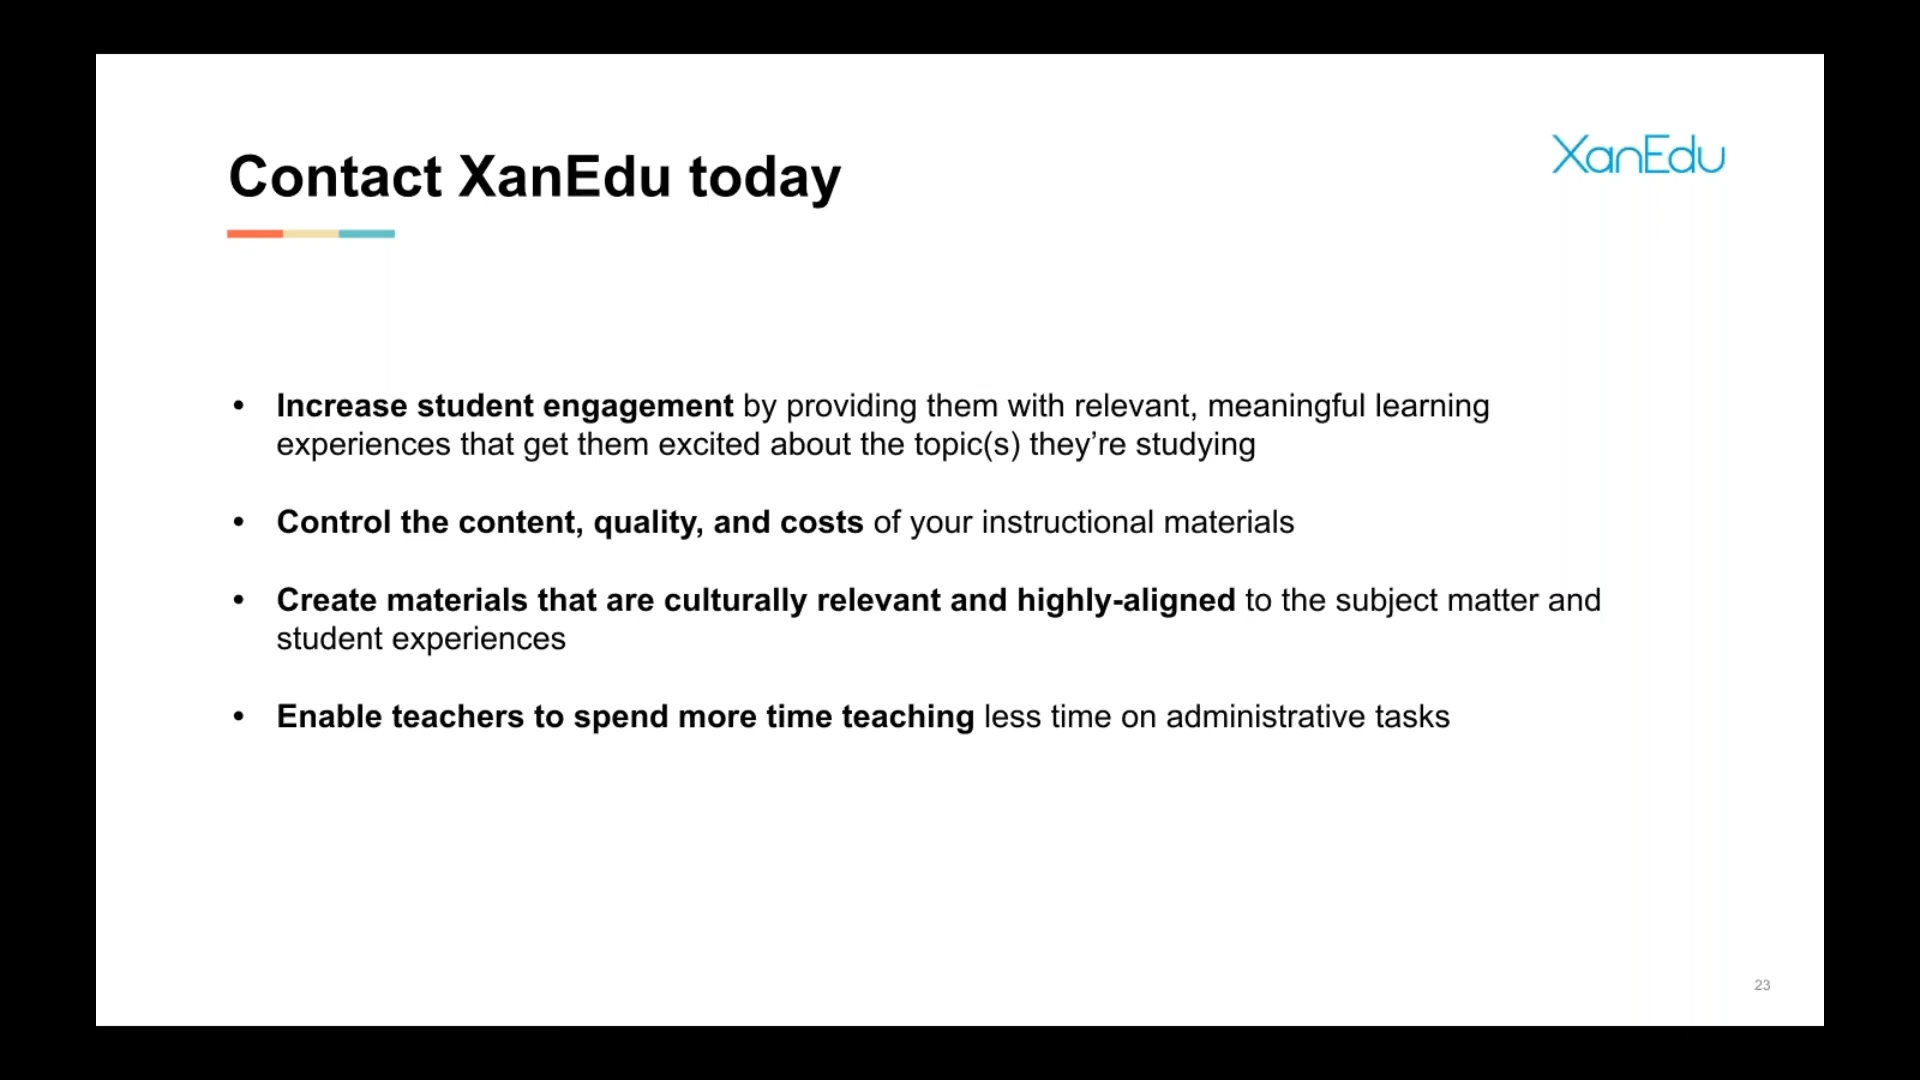 XanEdu
Contact XanEdu today
• Increase student engagement by providing them with relevant, meaningful learning
experiences that get them excited about the topic(s) they’re studying
• Control the content, quality, and costs of your instructional materials
• Create materials that are culturally relevant and highly-aligned to the subject matter and
student experiences
• Enable teachers to spend more time teaching less time on administrative tasks
23